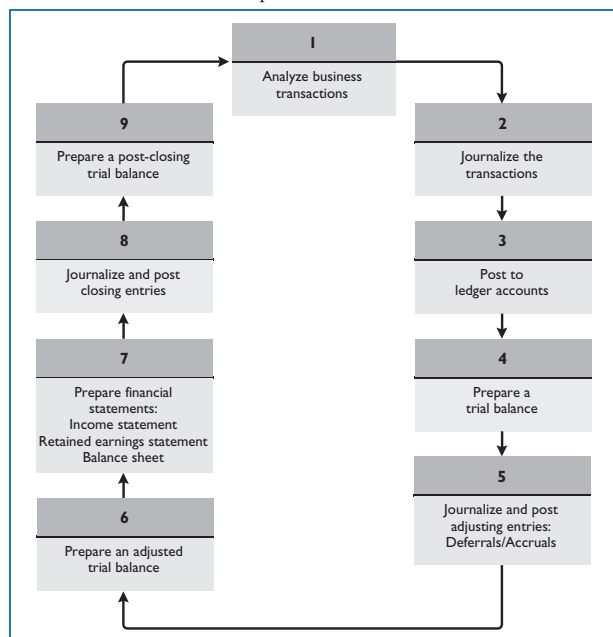 1
Analyze business
transactions
2
Journalize the
transactions
3
Post to
ledger accounts
4
Prepare a
trial balance
5
Journalize and post
adjusting entries:
Deferrals/Accruals
6
Prepare an adjusted
trial balance
7
Prepare financial
statements:
Income statement
Retained earnings statement
Balance sheet
8
Journalize and post
closing entries
9
Prepare a post-closing
trial balance